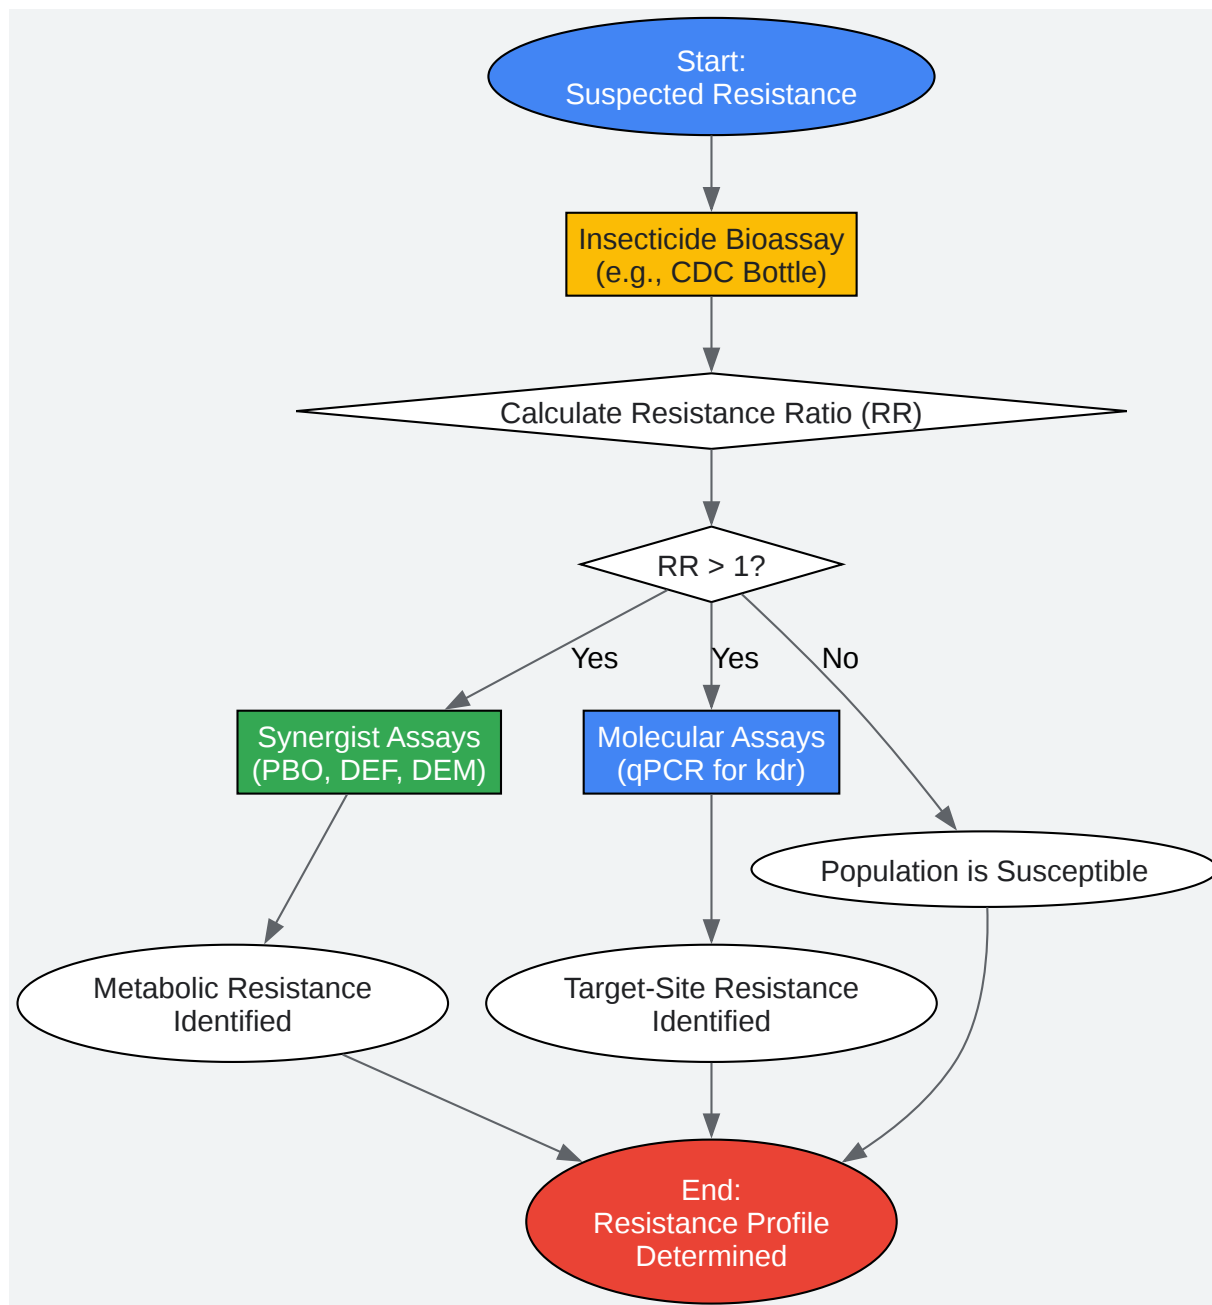 Start:
Suspected Resistance
Insecticide Bioassay
(e.g., CDC Bottle)
Calculate Resistance Ratio (RR)
RR > 1?
Yes
Yes
No
Synergist Assays
(PBO, DEF, DEM)
Molecular Assays
(qPCR for kdr)
Population is Susceptible
Metabolic Resistance
Identified
Target-Site Resistance
Identified
End:
Resistance Profile
Determined